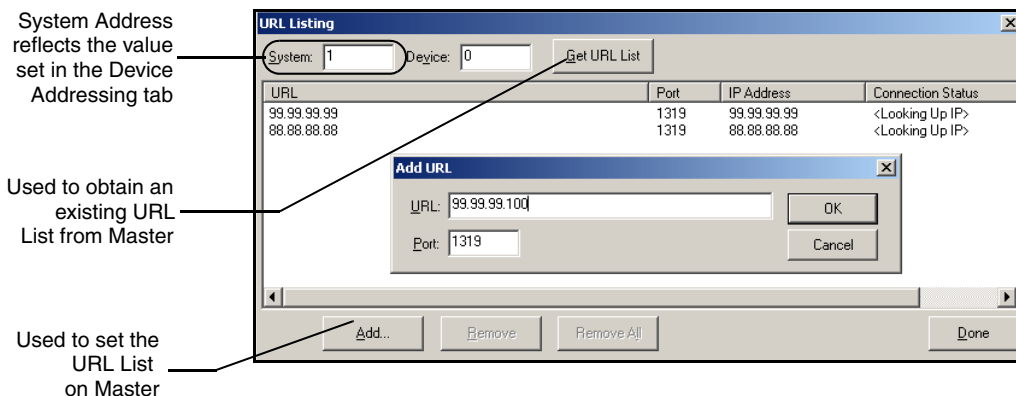 System Address
reflects the value
set in the Device
Addressing tab
Used to obtain an
existing URL
List from Master
Used to set the
URL List
on Master
URL Listing
System: 1 Device: 0 Get URL List
URL Port IP Address Connection Status
99.99.99.99 1319 99.99.99.99 <Looking Up IP>
88.88.88.88 1319 88.88.88.88 <Looking Up IP>
Add URL
URL: 99.99.99.100 OK
Port: 1319 Cancel
Add... Remove Remove All Done